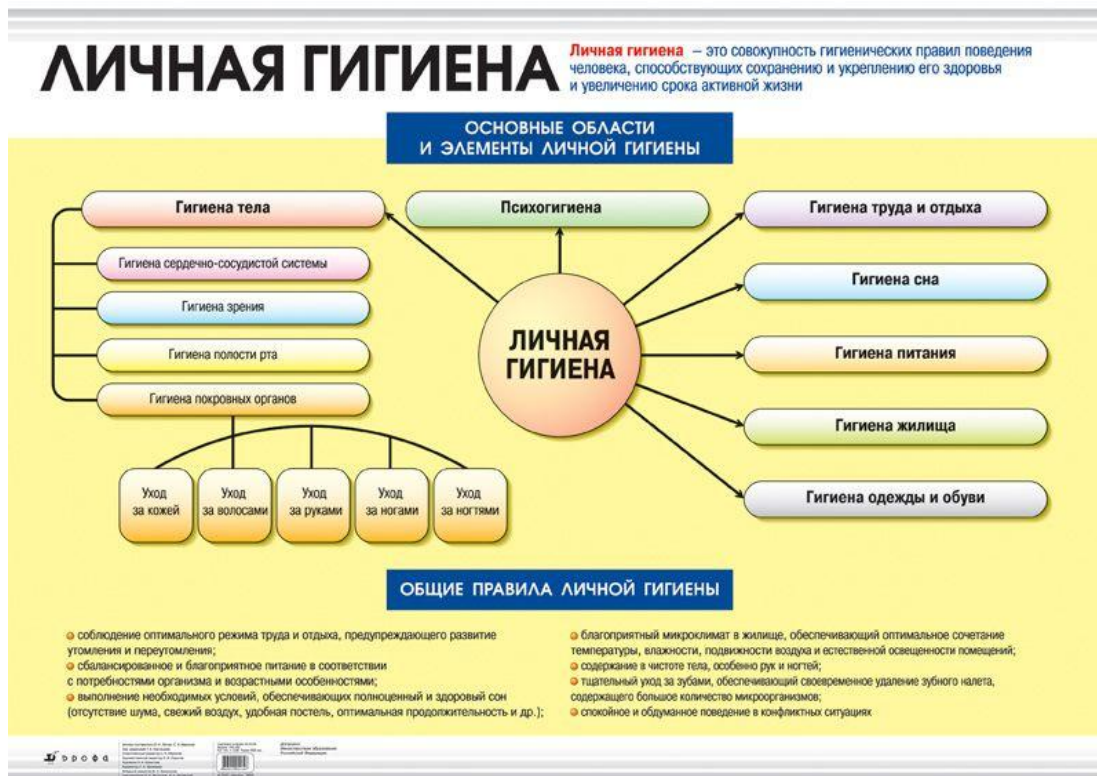 ЛИЧНАЯ ГИГИЕНА
Личная гигиена – это совокупность гигиенических правил поведения
человека, способствующих сохранению и укреплению его здоровья
и увеличению срока активной жизни
ОСНОВНЫЕ ОБЛАСТИ
И ЭЛЕМЕНТЫ ЛИЧНОЙ ГИГИЕНЫ
Гигиена тела
Психогигиена
Гигиена труда и отдыха
Гигиена сердечно-сосудистой системы
Гигиена зрения
Гигиена полости рта
Гигиена покровных органов
Уход
за кожей
Уход
за волосами
Уход
за руками
Уход
за ногами
Уход
за ногтями
ЛИЧНАЯ
ГИГИЕНА
Гигиена сна
Гигиена питания
Гигиена жилища
Гигиена одежды и обуви
ОБЩИЕ ПРАВИЛА ЛИЧНОЙ ГИГИЕНЫ
соблюдение оптимального режима труда и отдыха, предупреждающего развитие
утомления и переутомления;
сбалансированное и благоприятное питание в соответствии
с потребностями организма и возрастными особенностями;
выполнение необходимых условий, обеспечивающих полноценный и здоровый сон
(отсутствие шума, свежий воздух, удобная постель, оптимальная продолжительность и др.);
благоприятный микроклимат в жилище, обеспечивающий оптимальное сочетание
температуры, влажности, подвижности воздуха и естественной освещенности помещений;
содержание в чистоте тела, особенно рук и ногтей;
тщательный уход за зубами, обеспечивающий своевременное удаление зубного налета,
содержащего большое количество микроорганизмов;
спокойное и обдуманное поведение в конфликтных ситуациях
дрофа